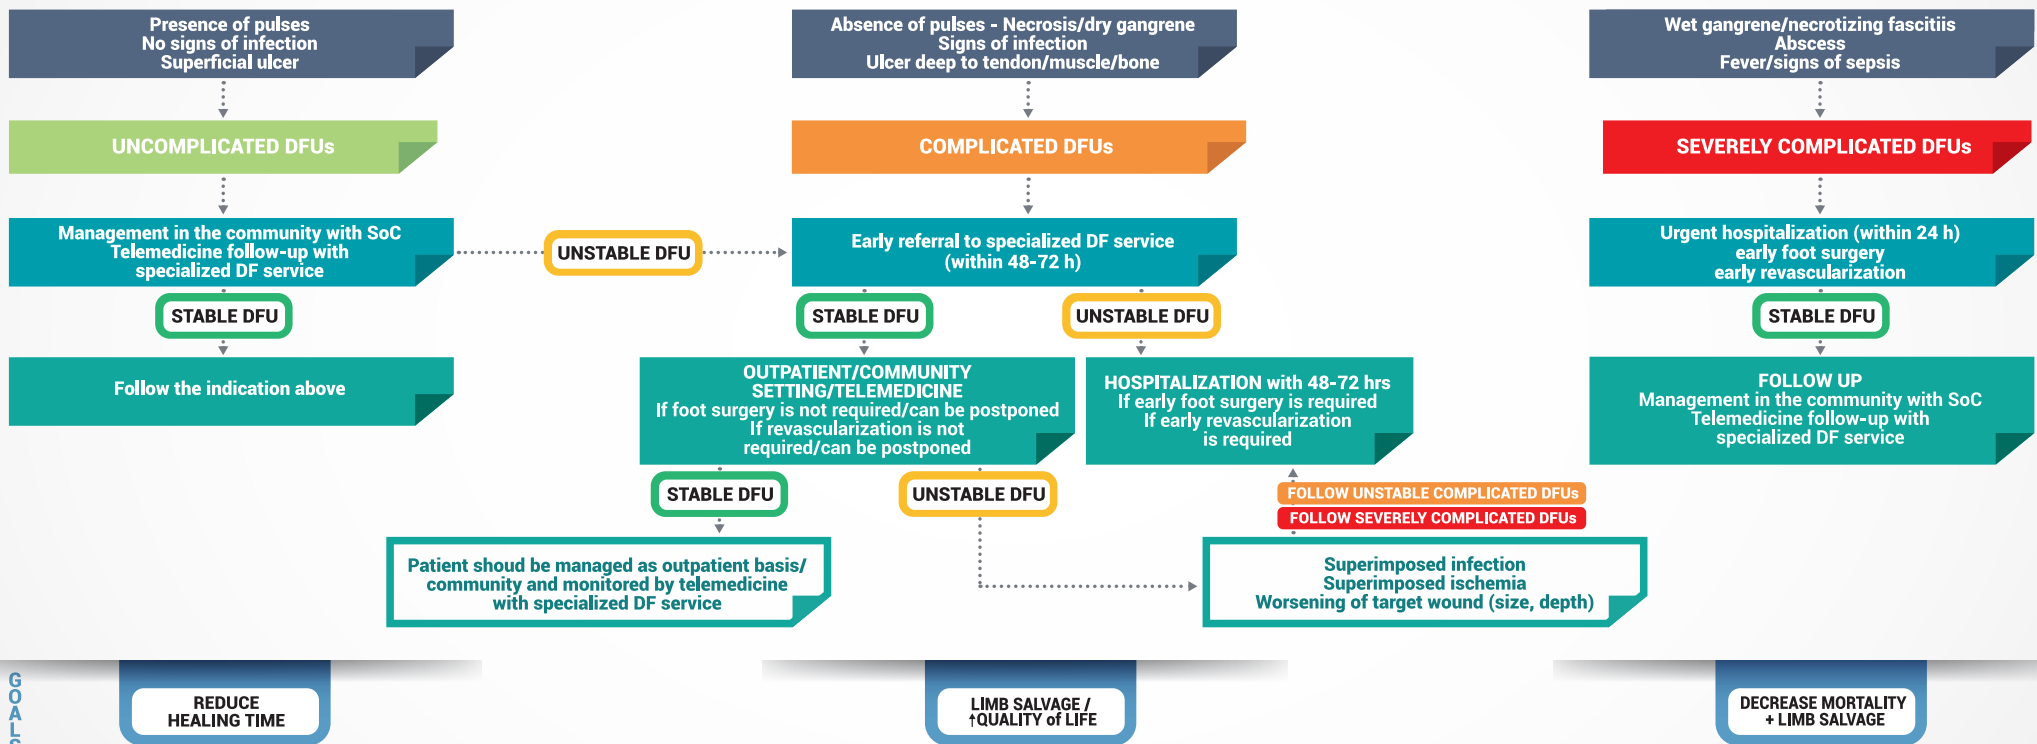 Presence of pulses
No signs of infection
Superficial ulcer
Absence of pulses - Necrosis/dry gangrene
Signs of infection
Ulcer deep to tendon/muscle/bone
Wet gangrene/necrotizing fascitiis
Abscess
Fever/signs of sepsis
UNCOMPLICATED DFUs
COMPLICATED DFUs
SEVERELY COMPLICATED DFUs
Management in the community with SoC
Telemedicine follow-up with
specialized DF service
UNSTABLE DFU
Early referral to specialized DF service
(within 48-72 h)
Urgent hospitalization (within 24 h)
early foot surgery
early revascularization
STABLE DFU
STABLE DFU
UNSTABLE DFU
STABLE DFU
Follow the indication above
OUTPATIENT/COMMUNITY
SETTING/TELEMEDICINE
If foot surgery is not required/can be postponed
If revascularization is not
required/can be postponed
HOSPITALIZATION with 48-72 hrs
If early foot surgery is required
If early revascularization
is required
FOLLOW UP
Management in the community with SoC
Telemedicine follow-up with
specialized DF service
STABLE DFU
UNSTABLE DFU
FOLLOW UNSTABLE COMPLICATED DFUs
FOLLOW SEVERELY COMPLICATED DFUs
Patient shoud be managed as outpatient basis/
community and monitored by telemedicine
with specialized DF service
Superimposed infection
Superimposed ischemia
Worsening of target wound (size, depth)
GOALS
REDUCE
HEALING TIME
LIMB SALVAGE /
↑QUALITY of LIFE
DECREASE MORTALITY
+ LIMB SALVAGE